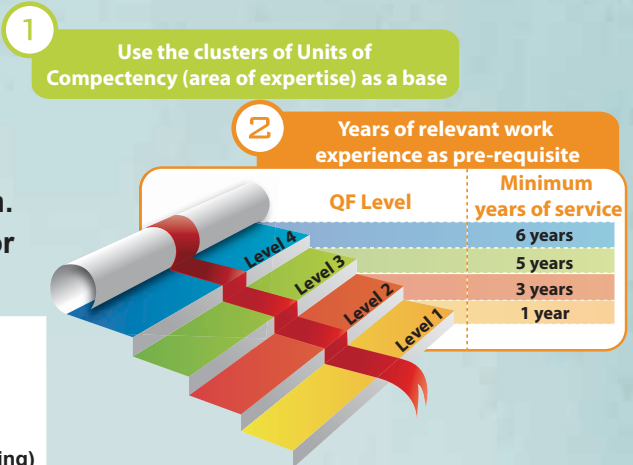 1
Use the clusters of Units of
Compectency (area of expertise) as a base
2
Years of relevant work
experience as pre-requisite
QF Level
Minimum
years of service
Level 4
6 years
Level 3
5 years
Level 2
3 years
Level 1
1 year
n.
or
ing)